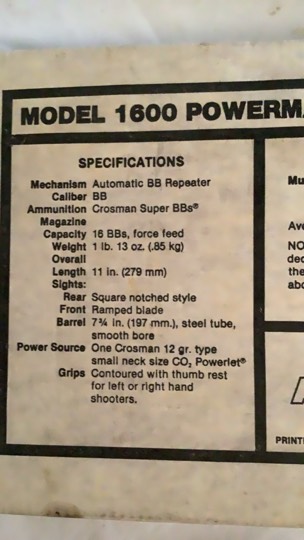 MODEL 1600 POWERMA
SPECIFICATIONS
Mechanism Automatic BB Repeater
Caliber BB
Ammunition Crosman Super BBs®
Magazine
Capacity 16 BBs, force feed
Weight 1 lb. 13 oz. (.85 kg)
Overall
Length 11 in. (279 mm)
Sights:
Rear Square notched style
Front Ramped blade
Barrel 7¾ in. (197 mm.), steel tube,
smooth bore
Power Source One Crosman 12 gr. type
small neck size CO₂ Powerlet®
Grips Contoured with thumb rest
for left or right hand
shooters.
Mu
Ave
NO
dec
the
abo
PRINTE